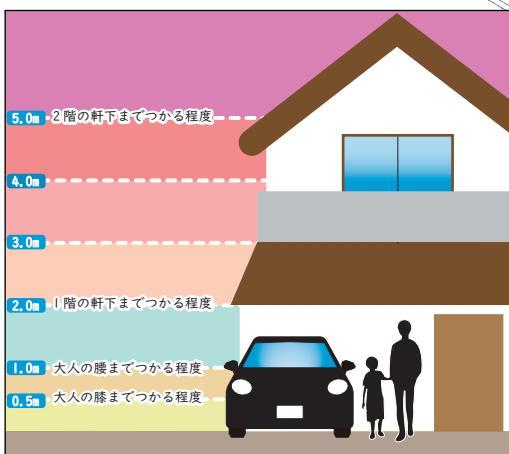 5.0m 2階の軒下までつかる程度
4.0m
3.0m
2.0m 1階の軒下までつかる程度
1.0m 大人の腰までつかる程度
0.5m 大人の膝までつかる程度